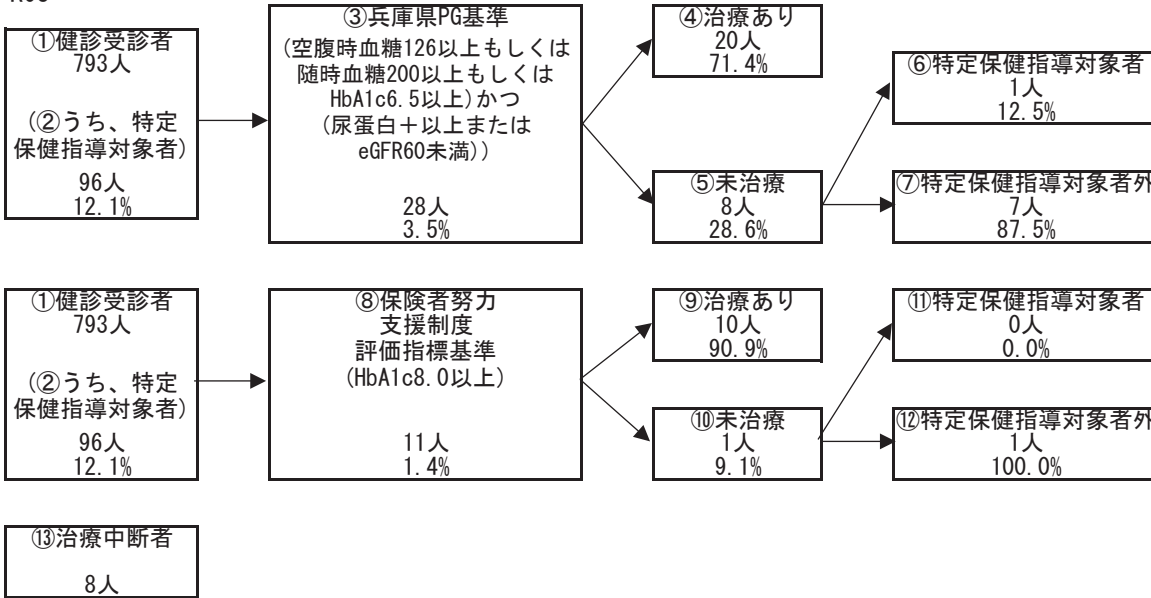 ①健診受診者
793人
(②うち、特定
保健指導対象者)
96人
12.1%
③兵庫県PG基準
(空腹時血糖126以上もしくは
随時血糖200以上もしくは
HbA1c6.5以上)かつ
(尿蛋白＋以上または
eGFR60未満))
28人
3.5%
④治療あり
20人
71.4%
⑤未治療
8人
28.6%
⑥特定保健指導対象者
1人
12.5%
⑦特定保健指導対象者外
7人
87.5%
①健診受診者
793人
(②うち、特定
保健指導対象者)
96人
12.1%
⑧保険者努力
支援制度
評価指標基準
(HbA1c8.0以上)
11人
1.4%
⑨治療あり
10人
90.9%
⑩未治療
1人
9.1%
⑪特定保健指導対象者
0人
0.0%
⑫特定保健指導対象者外
1人
100.0%
⑬治療中断者
8人